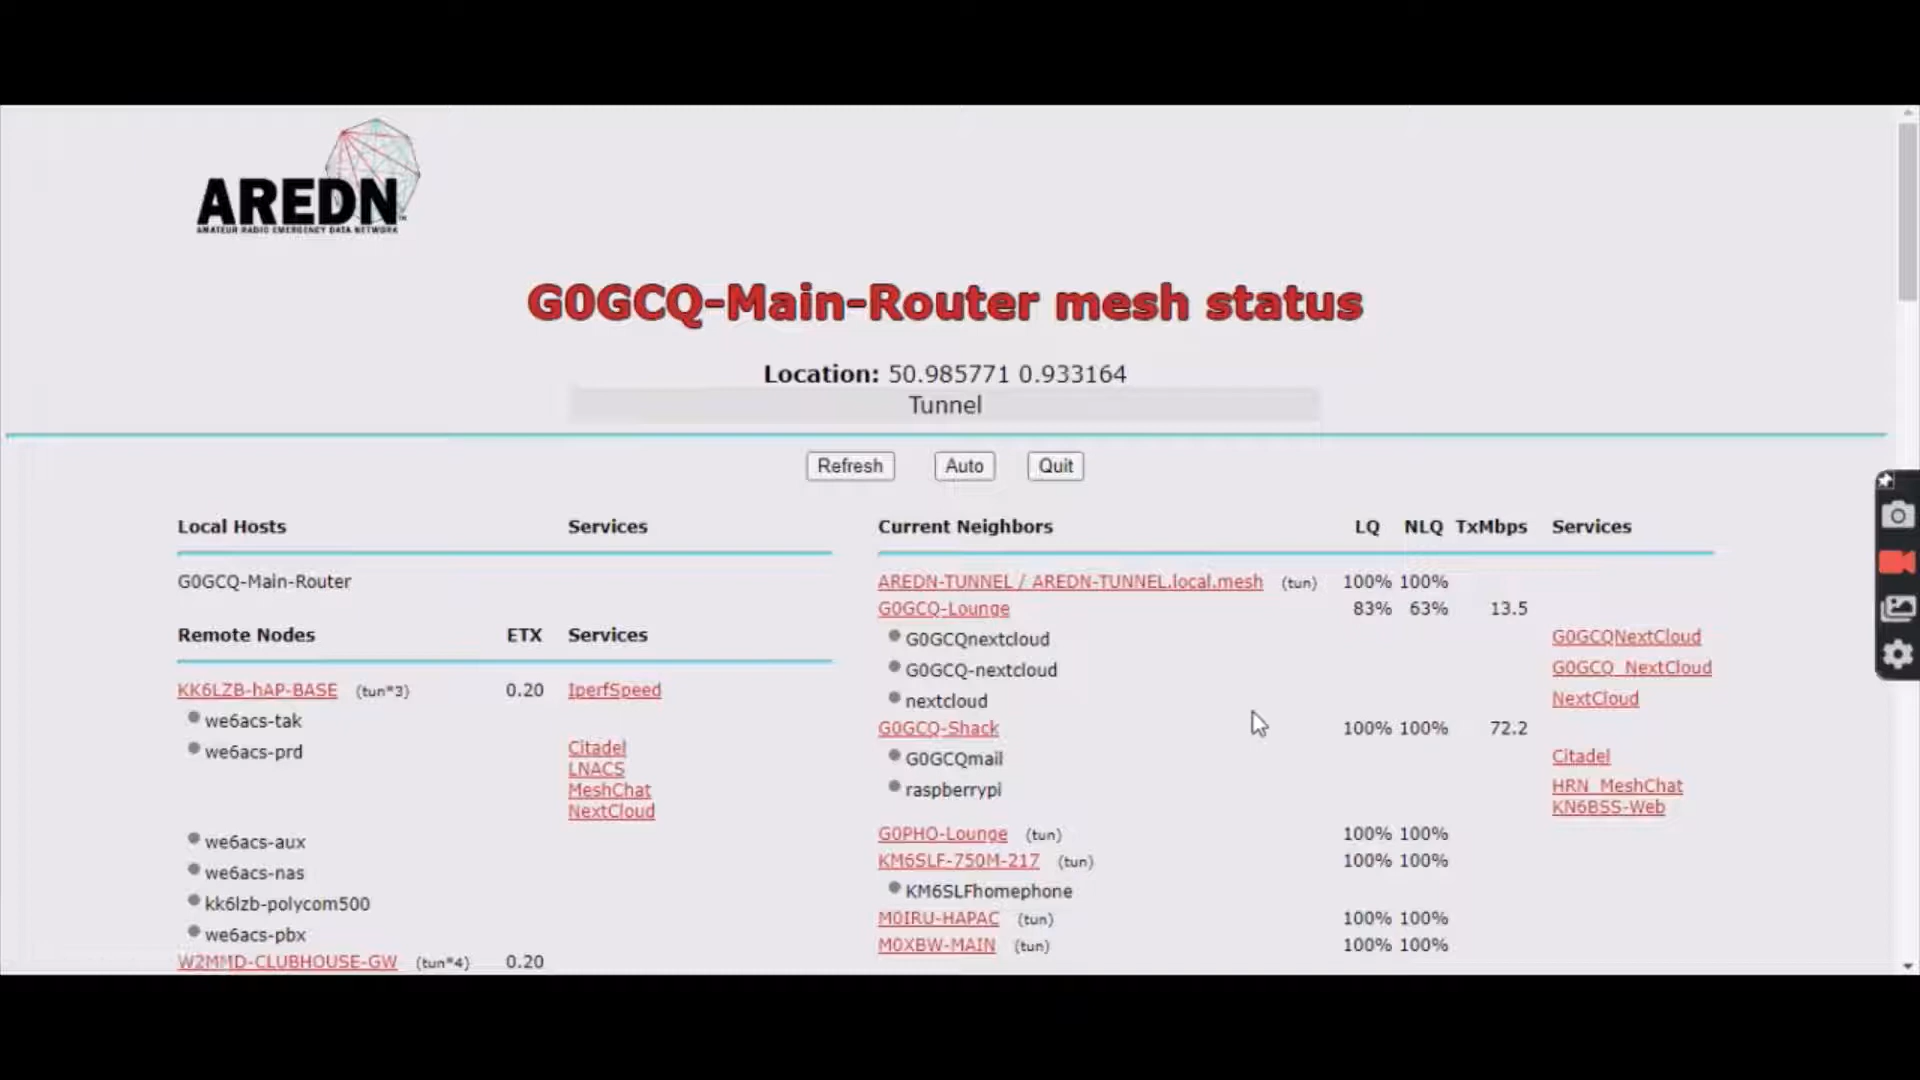 AREDN
AMATEUR RADIO EMERGENCY DATA NETWORK
G0GCQ-Main-Router mesh status
Location: 50.985771 0.933164
Tunnel
Refresh Auto Quit
Local Hosts Services
G0GCQ-Main-Router
Remote Nodes ETX Services
KK6LZB-hAP-BASE (tun*3) 0.20 IperfSpeed
we6acs-tak
we6acs-prd Citadel
LNACS
MeshChat
NextCloud
we6acs-aux
we6acs-nas
kk6lzb-polycom500
we6acs-pbx
W2MMD-CLUBHOUSE-GW (tun*4) 0.20
Current Neighbors LQ NLQ TxMbps Services
AREDN-TUNNEL / AREDN-TUNNEL.local.mesh (tun) 100% 100%
G0GCQ-Lounge 83% 63% 13.5
G0GCQnextcloud G0GCQNextCloud
G0GCQ-nextcloud G0GCQ NextCloud
nextcloud NextCloud
G0GCQ-Shack 100% 100% 72.2
G0GCQmail Citadel
raspberrypi HRN MeshChat
KN6BSS-Web
G0PHO-Lounge (tun) 100% 100%
KM6SLF-750M-217 (tun) 100% 100%
KM6SLFhomephone
M0IRU-HAPAC (tun) 100% 100%
M0XBW-MAIN (tun) 100% 100%